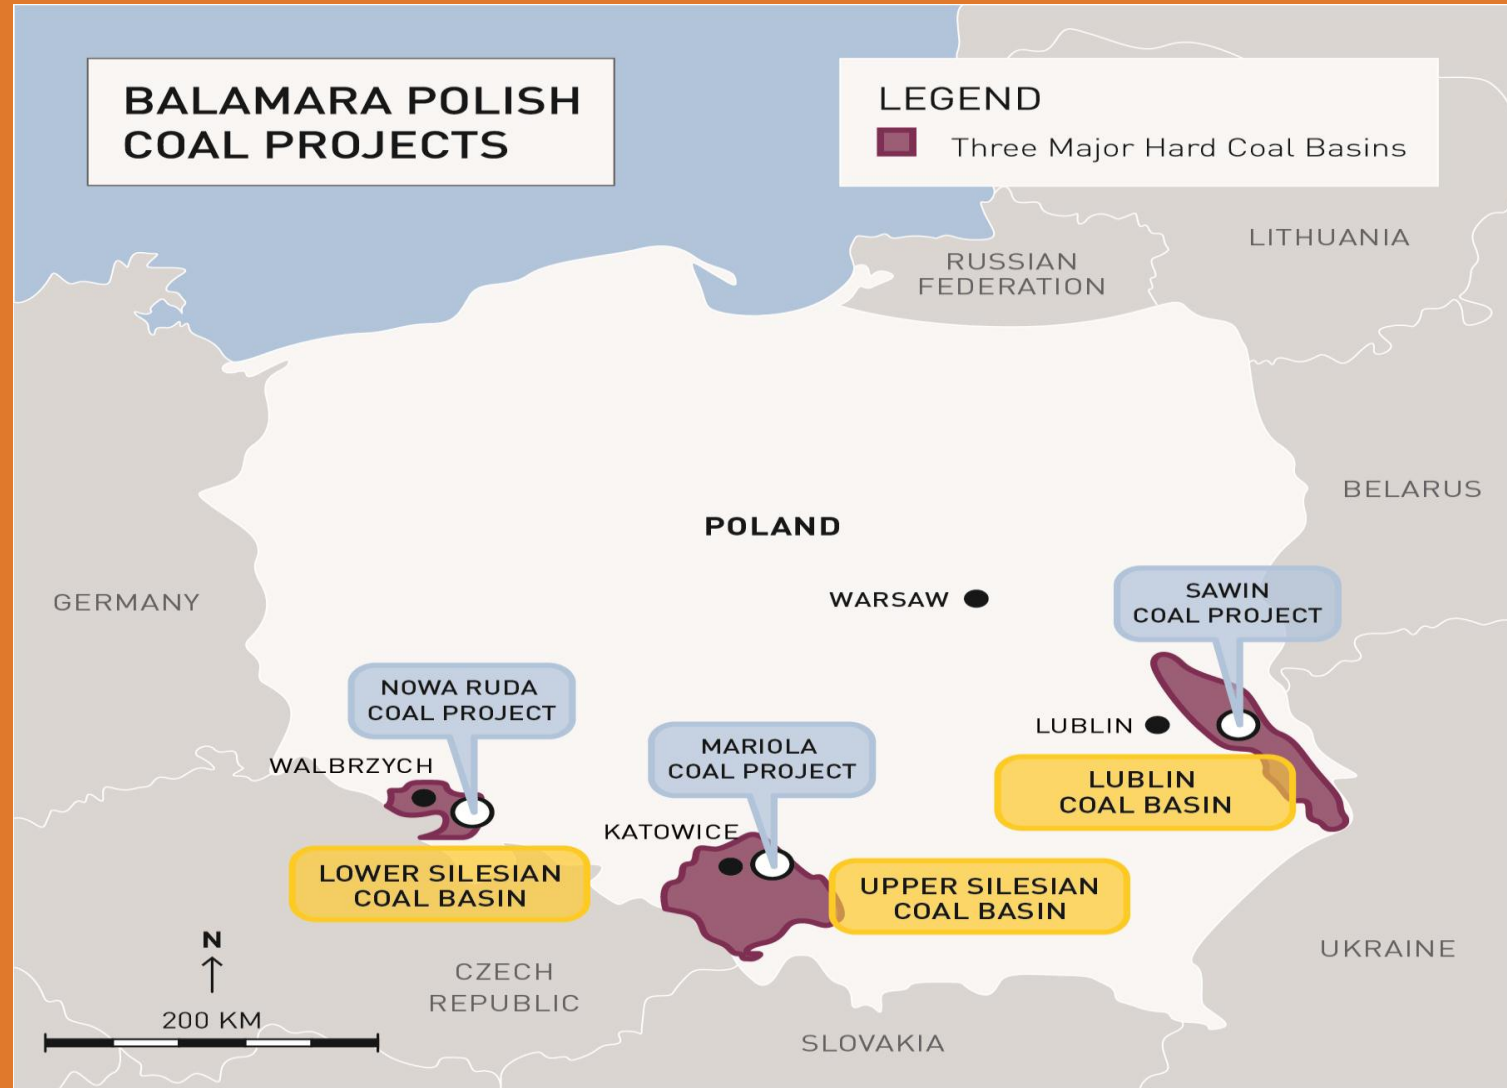 BALAMARA POLISH
COAL PROJECTS
LEGEND
Three Major Hard Coal Basins
LITHUANIA
RUSSIAN
FEDERATION
BELARUS
POLAND
GERMANY
WARSAW
SAWIN
COAL PROJECT
NOWA RUDA
COAL PROJECT
LUBLIN
MARIOLA
COAL PROJECT
WALBRZYCH
LUBLIN
COAL BASIN
KATOWICE
LOWER SILESIAN
COAL BASIN
UPPER SILESIAN
COAL BASIN
N
UKRAINE
CZECH
REPUBLIC
200 KM
SLOVAKIA